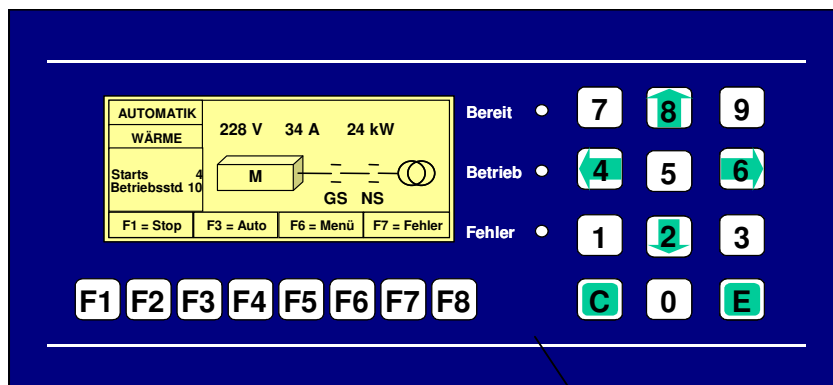 AUTOMATIK
WÄRME
228 V 34 A 24 kW
Starts 4
Betriebsstd. 10
M
GS NS
F1 = Stop F3 = Auto F6 = Menü F7 = Fehler
Bereit
Betrieb
Fehler
7 8 9
4 5 6
1 2 3
F1 F2 F3 F4 F5 F6 F7 F8
C 0 E